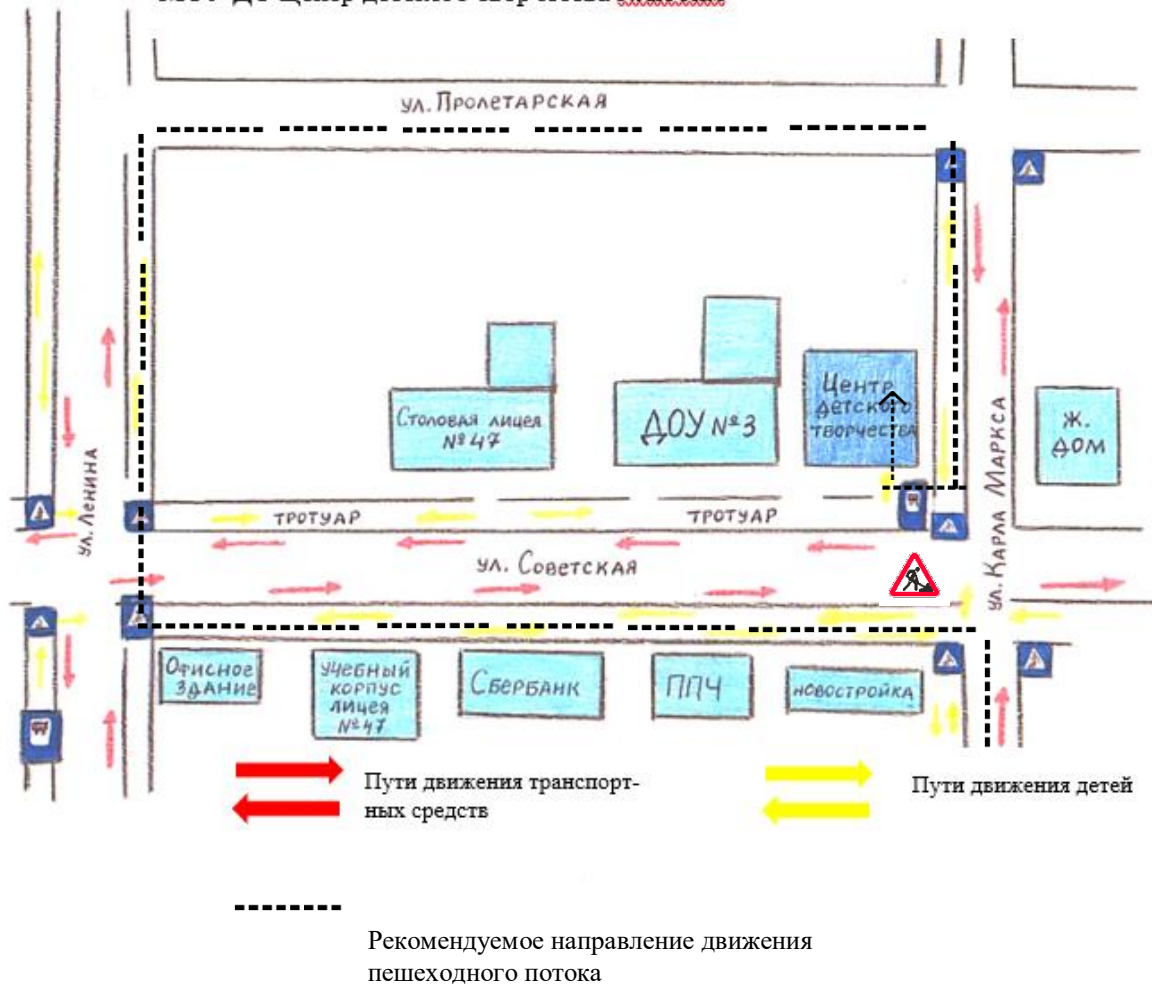 ул. Пролетарская
Центр
детского
творчества
Столовая лицея
№47
ДОУ №3
Ж.
дом
ул. Ленина
ул. Карла Маркса
тротуар
тротуар
ул. Советская
Офисное
здание
Учебный
корпус
лицея
№47
Сбербанк
ППЧ
новостройка
Пути движения транспорт-
ных средств
Пути движения детей
Рекомендуемое направление движения
пешеходного потока